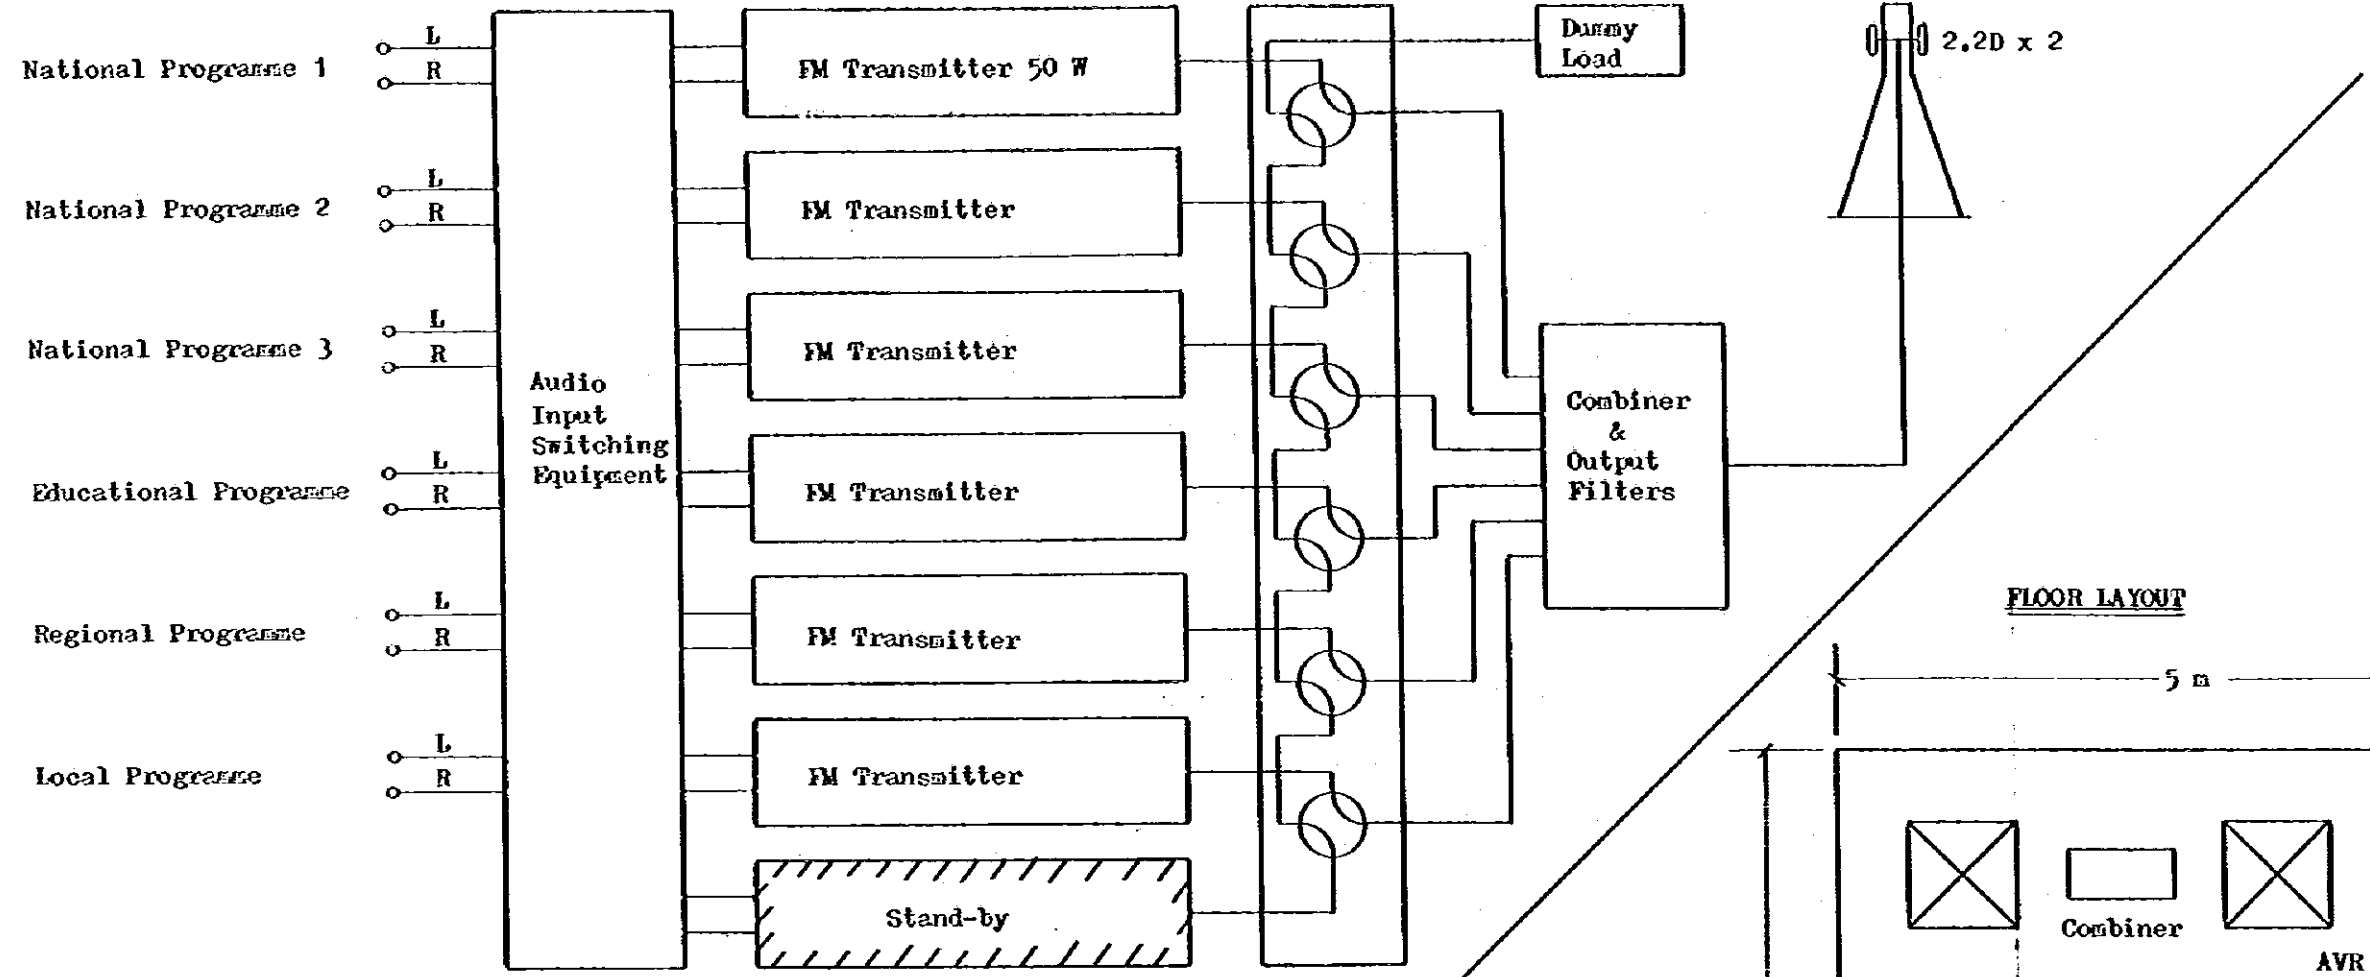 National Programme 1
L
R
FM Transmitter 50 W
Dummy
Load
2.2D x 2
National Programme 2
L
R
FM Transmitter
National Programme 3
L
R
FM Transmitter
Audio
Input
Switching
Equipment
Combiner
&
Output
Filters
Educational Programme
L
R
FM Transmitter
Regional Programme
L
R
FM Transmitter
FLOOR LAYOUT
5 m
Local Programme
L
R
FM Transmitter
Stand-by
Combiner
AVR